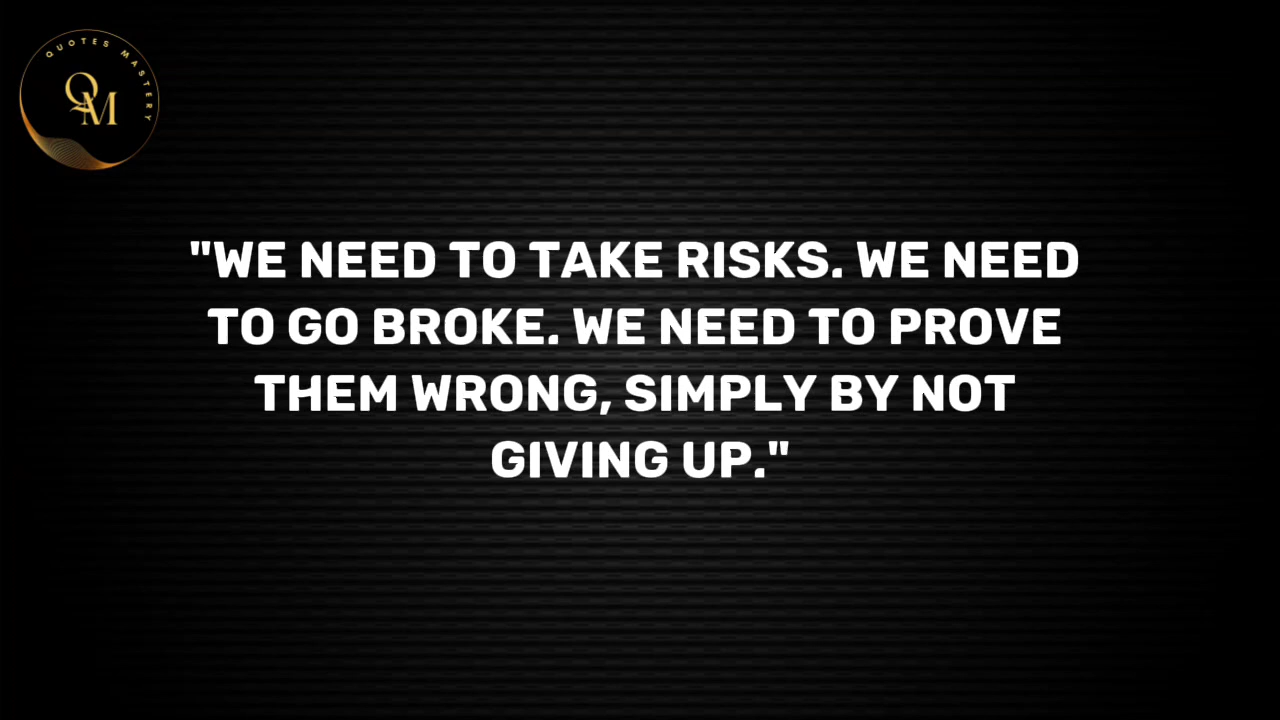 QUOTES MASTERY
QM
"WE NEED TO TAKE RISKS. WE NEED
TO GO BROKE. WE NEED TO PROVE
THEM WRONG, SIMPLY BY NOT
GIVING UP."